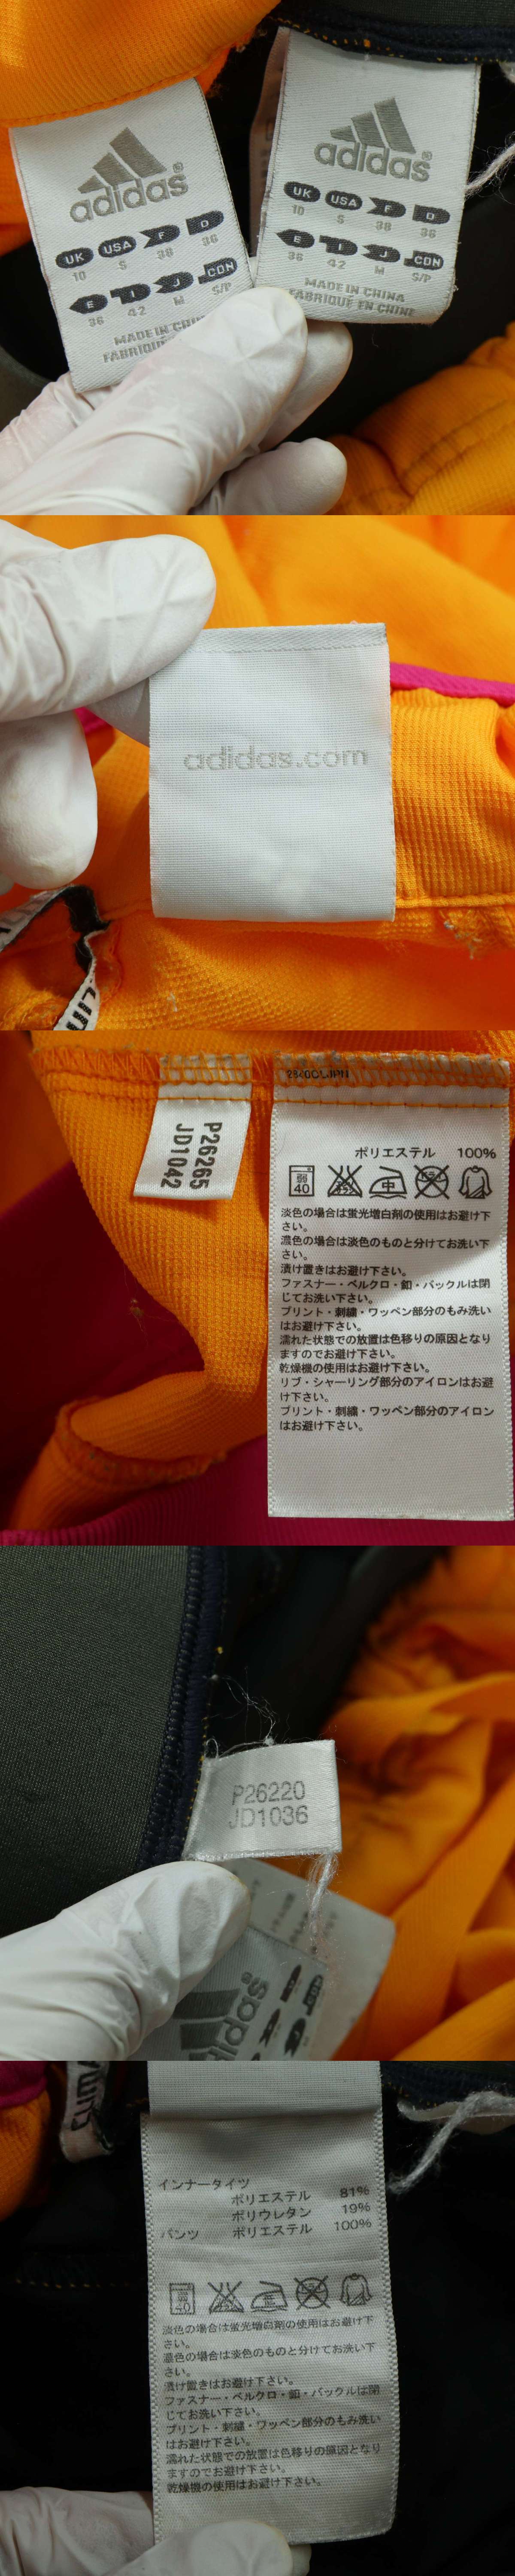 adidas®
UK USA F D
10 S 38 36
E I J CDN
36 42 M S/P
MADE IN CHIN
FABRIQUÉ
adidas®
UK USA F D
10 S 38 36
E I J CDN
36 42 M S/P
MADE IN CHINA
FABRIQUÉ EN CHINE
adidas.com
P26265
JD1042
ポリエステル 100%
弱
40
中
淡色の場合は蛍光増白剤の使用はお避け下
さい。
濃色の場合は淡色のものと分けてお洗い下
さい。
漬け置きはお避け下さい。
ファスナー・ベルクロ・釦・バックルは閉
じてお洗い下さい。
プリント・刺繍・ワッペン部分のもみ洗い
はお避け下さい。
濡れた状態での放置は色移りの原因となり
ますのでお避け下さい。
乾燥機の使用はお避け下さい。
リブ・シャーリング部分のアイロンはお避
け下さい。
プリント・刺繍・ワッペン部分のアイロン
はお避け下さい。
P26220
JD1036
didas®
インナータイツ
ポリエステル 81%
ポリウレタン 19%
パンツ ポリエステル 100%
40
淡色の場合は蛍光増白剤の使用はお避け下
さい。
濃色の場合は淡色のものと分けてお洗い下
さい。
漬け置きはお避け下さい。
ファスナー・ベルクロ・釦・バックルは閉
じてお洗い下さい。
プリント・刺繍・ワッペン部分のもみ洗い
はお避け下さい。
濡れた状態での放置は色移りの原因となり
ますのでお避け下さい。
乾燥機の使用はお避け下さい。